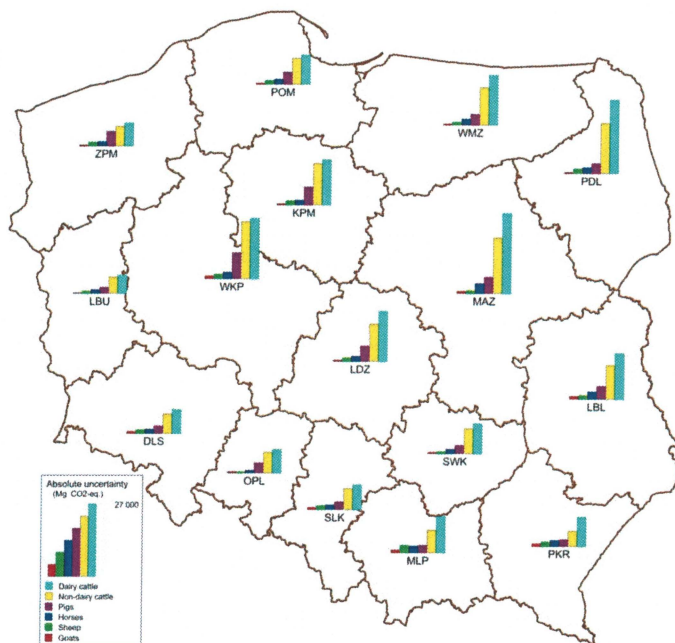 POM
WMZ
ZPM
PDL
KPM
WKP
LBU
MAZ
LDZ
LBL
DLS
SWK
OPL
SLK
MLP
PKR
Absolute uncertainty
(Mg CO2-eq.)
27 000
Dairy cattle
Non-dairy cattle
Pigs
Horses
Sheep
Goats